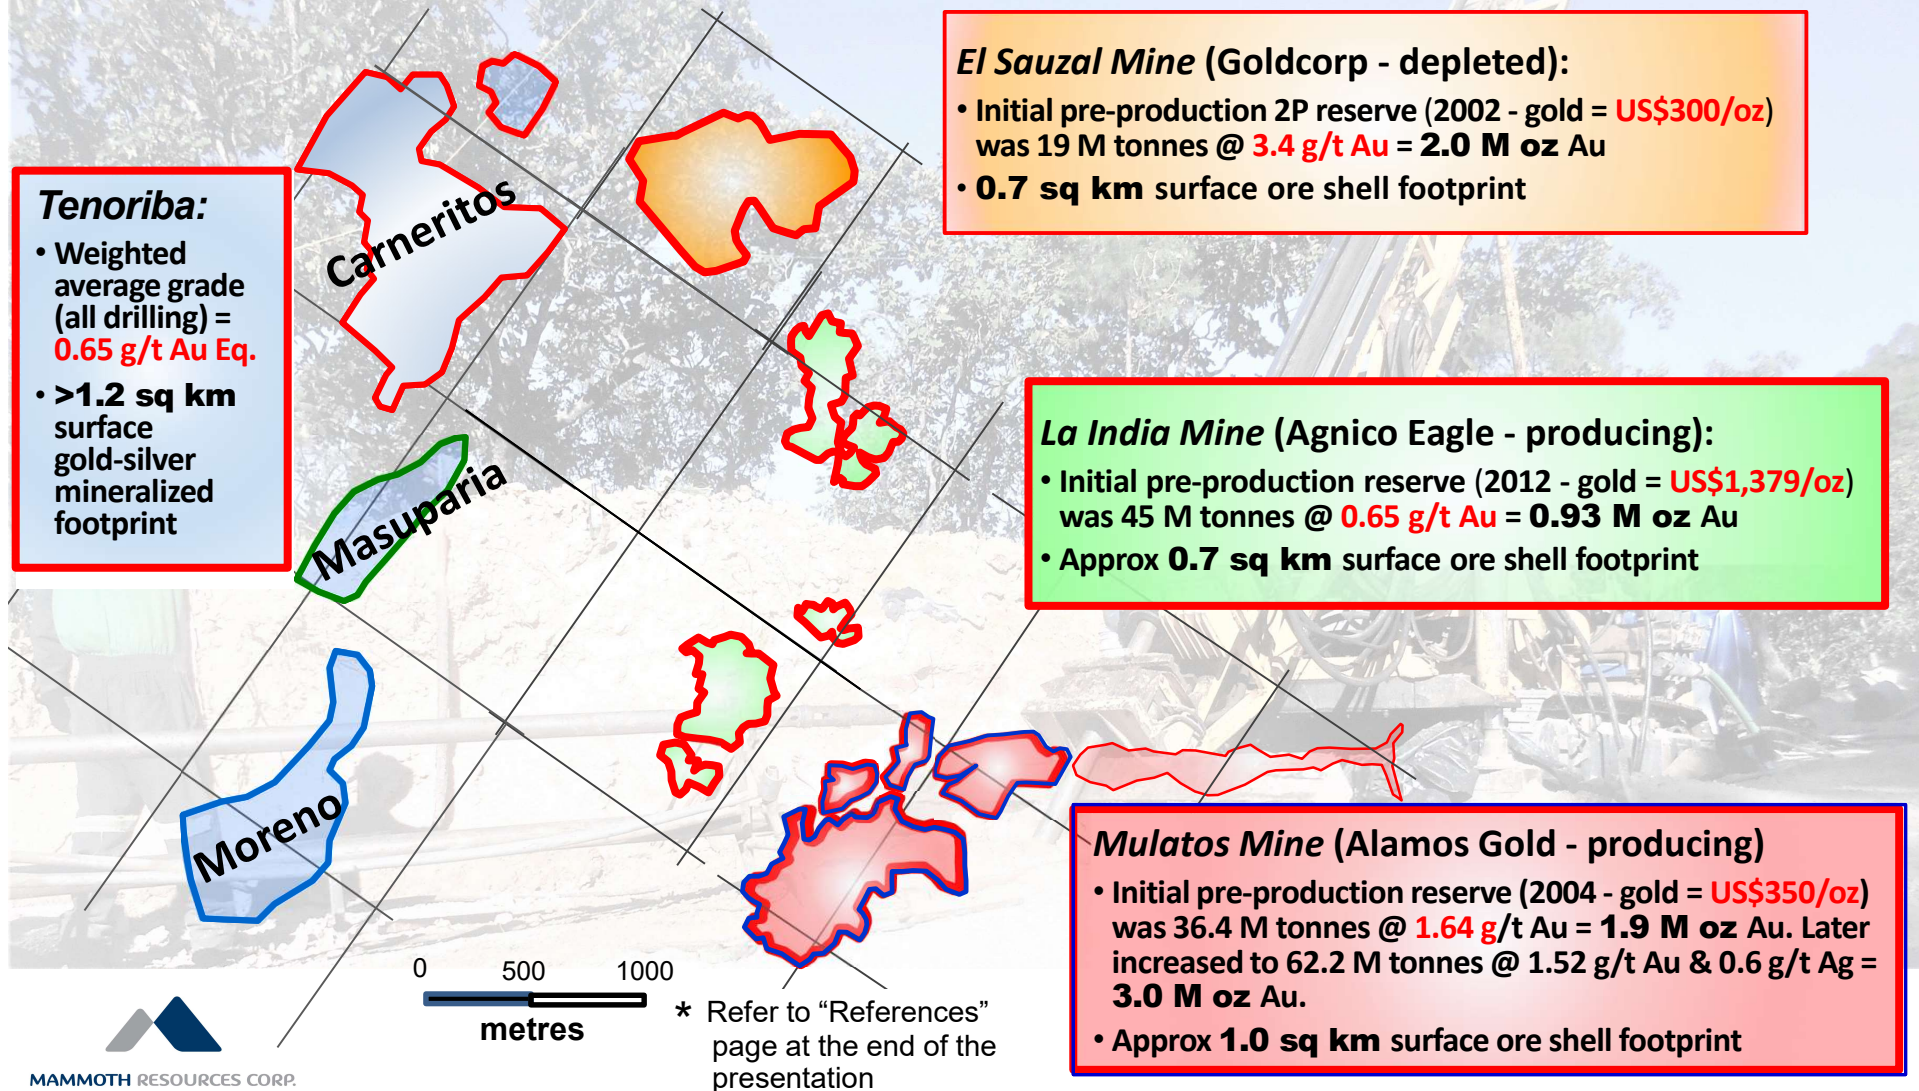 El Sauzal Mine (Goldcorp - depleted):
• Initial pre-production 2P reserve (2002 - gold = US$300/oz)
was 19 M tonnes @ 3.4 g/t Au = 2.0 M oz Au
• 0.7 sq km surface ore shell footprint
Tenoriba:
• Weighted
average grade
(all drilling) =
0.65 g/t Au Eq.
• >1.2 sq km
surface
gold-silver
mineralized
footprint
Carneritos
Masuparia
Moreno
La India Mine (Agnico Eagle - producing):
• Initial pre-production reserve (2012 - gold = US$1,379/oz)
was 45 M tonnes @ 0.65 g/t Au = 0.93 M oz Au
• Approx 0.7 sq km surface ore shell footprint
Mulatos Mine (Alamos Gold - producing)
• Initial pre-production reserve (2004 - gold = US$350/oz)
was 36.4 M tonnes @ 1.64 g/t Au = 1.9 M oz Au. Later
increased to 62.2 M tonnes @ 1.52 g/t Au & 0.6 g/t Ag =
3.0 M oz Au.
• Approx 1.0 sq km surface ore shell footprint
0 500 1000
metres
* Refer to “References”
page at the end of the
presentation
MAMMOTH RESOURCES CORP.